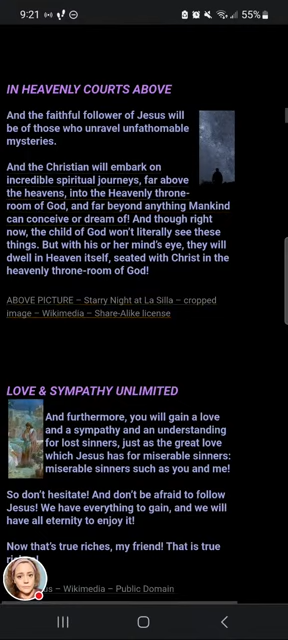 9:21
55%
IN HEAVENLY COURTS ABOVE
And the faithful follower of Jesus will
be of those who unravel unfathomable
mysteries.
And the Christian will embark on
incredible spiritual journeys, far above
the heavens, into the Heavenly throne-
room of God, and far beyond anything Mankind
can conceive or dream of! And though right
now, the child of God won't literally see these
things. But with his or her mind's eye, they will
dwell in Heaven itself, seated with Christ in the
heavenly throne-room of God!
ABOVE PICTURE – Starry Night at La Silla – cropped
image – Wikimedia – Share-Alike license
LOVE & SYMPATHY UNLIMITED
And furthermore, you will gain a love
and a sympathy and an understanding
for lost sinners, just as the great love
which Jesus has for miserable sinners:
miserable sinners such as you and me!
So don't hesitate! And don't be afraid to follow
Jesus! We have everything to gain, and we will
have all eternity to enjoy it!
Now that's true riches, my friend! That is true
– Wikimedia – Public Domain